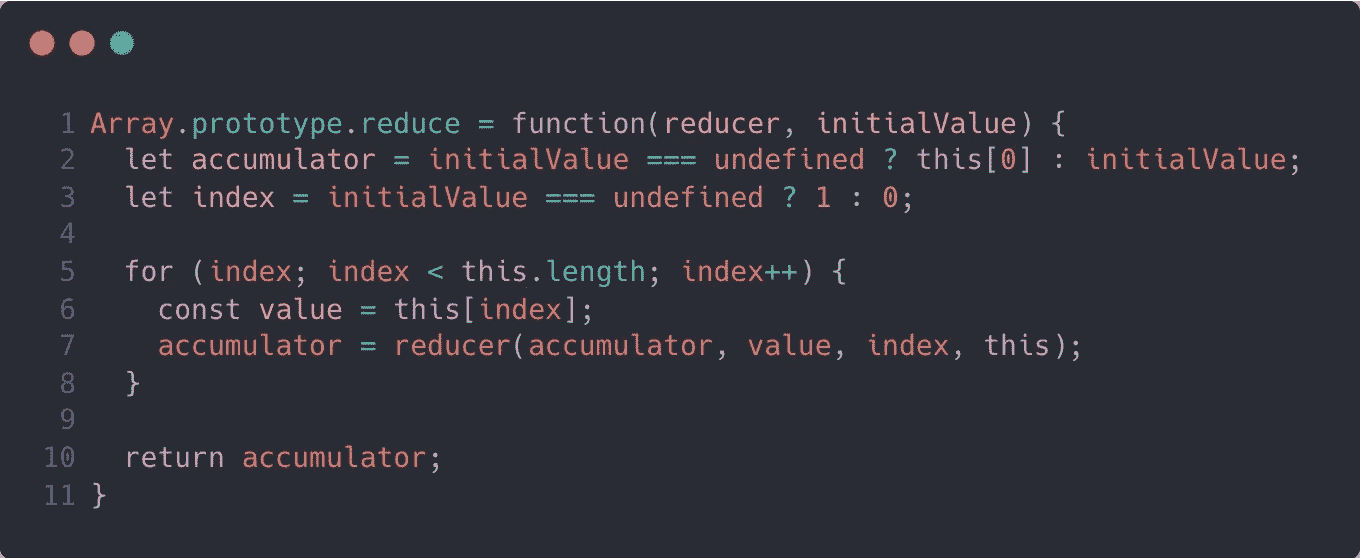 1 Array.prototype.reduce = function(reducer, initialValue) {
2   let accumulator = initialValue === undefined ? this[0] : initialValue;
3   let index = initialValue === undefined ? 1 : 0;
4
5   for (index; index < this.length; index++) {
6     const value = this[index];
7     accumulator = reducer(accumulator, value, index, this);
8   }
9
10   return accumulator;
11 }